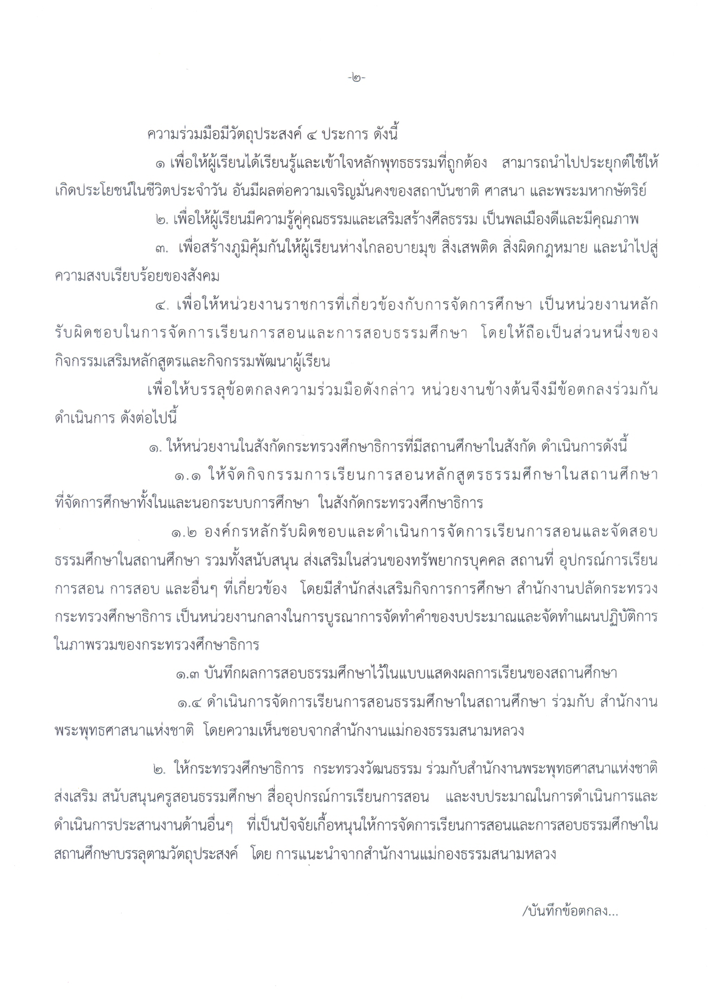 -๒-
ความร่วมมือมีวัตถุประสงค์ ๔ ประการ ดังนี้
๑ เพื่อให้ผู้เรียนได้เรียนรู้และเข้าใจหลักพุทธธรรมที่ถูกต้อง สามารถนำไปประยุกต์ใช้ให้
เกิดประโยชน์ในชีวิตประจำวัน อันมีผลต่อความเจริญมั่นคงของสถาบันชาติ ศาสนา และพระมหากษัตริย์
๒. เพื่อให้ผู้เรียนมีความรู้คู่คุณธรรมและเสริมสร้างศีลธรรม เป็นพลเมืองดีและมีคุณภาพ
๓. เพื่อสร้างภูมิคุ้มกันให้ผู้เรียนห่างไกลอบายมุข สิ่งเสพติด สิ่งผิดกฎหมาย และนำไปสู่
ความสงบเรียบร้อยของสังคม
๔. เพื่อให้หน่วยงานราชการที่เกี่ยวข้องกับการจัดการศึกษา เป็นหน่วยงานหลัก
รับผิดชอบในการจัดการเรียนการสอนและการสอบธรรมศึกษา โดยให้ถือเป็นส่วนหนึ่งของ
กิจกรรมเสริมหลักสูตรและกิจกรรมพัฒนาผู้เรียน
เพื่อให้บรรลุข้อตกลงความร่วมมือดังกล่าว หน่วยงานข้างต้นจึงมีข้อตกลงร่วมกัน
ดำเนินการ ดังต่อไปนี้
๑. ให้หน่วยงานในสังกัดกระทรวงศึกษาธิการที่มีสถานศึกษาในสังกัด ดำเนินการดังนี้
๑.๑ ให้จัดกิจกรรมการเรียนการสอนหลักสูตรธรรมศึกษาในสถานศึกษา
ที่จัดการศึกษาทั้งในและนอกระบบการศึกษา ในสังกัดกระทรวงศึกษาธิการ
๑.๒ องค์กรหลักรับผิดชอบและดำเนินการจัดการเรียนการสอนและจัดสอบ
ธรรมศึกษาในสถานศึกษา รวมทั้งสนับสนุน ส่งเสริมในส่วนของทรัพยากรบุคคล สถานที่ อุปกรณ์การเรียน
การสอน การสอบ และอื่นๆ ที่เกี่ยวข้อง โดยมีสำนักส่งเสริมกิจการการศึกษา สำนักงานปลัดกระทรวง
กระทรวงศึกษาธิการ เป็นหน่วยงานกลางในการบูรณาการจัดทำคำของบประมาณและจัดทำแผนปฏิบัติการ
ในภาพรวมของกระทรวงศึกษาธิการ
๑.๓ บันทึกผลการสอบธรรมศึกษาไว้ในแบบแสดงผลการเรียนของสถานศึกษา
๑.๔ ดำเนินการจัดการเรียนการสอนธรรมศึกษาในสถานศึกษา ร่วมกับ สำนักงาน
พระพุทธศาสนาแห่งชาติ โดยความเห็นชอบจากสำนักงานแม่กองธรรมสนามหลวง
๒. ให้กระทรวงศึกษาธิการ กระทรวงวัฒนธรรม ร่วมกับสำนักงานพระพุทธศาสนาแห่งชาติ
ส่งเสริม สนับสนุนครูสอนธรรมศึกษา สื่ออุปกรณ์การเรียนการสอน และงบประมาณในการดำเนินการและ
ดำเนินการประสานงานด้านอื่นๆ ที่เป็นปัจจัยเกื้อหนุนให้การจัดการเรียนการสอนและการสอบธรรมศึกษาใน
สถานศึกษาบรรลุตามวัตถุประสงค์ โดย การแนะนำจากสำนักงานแม่กองธรรมสนามหลวง
/บันทึกข้อตกลง...